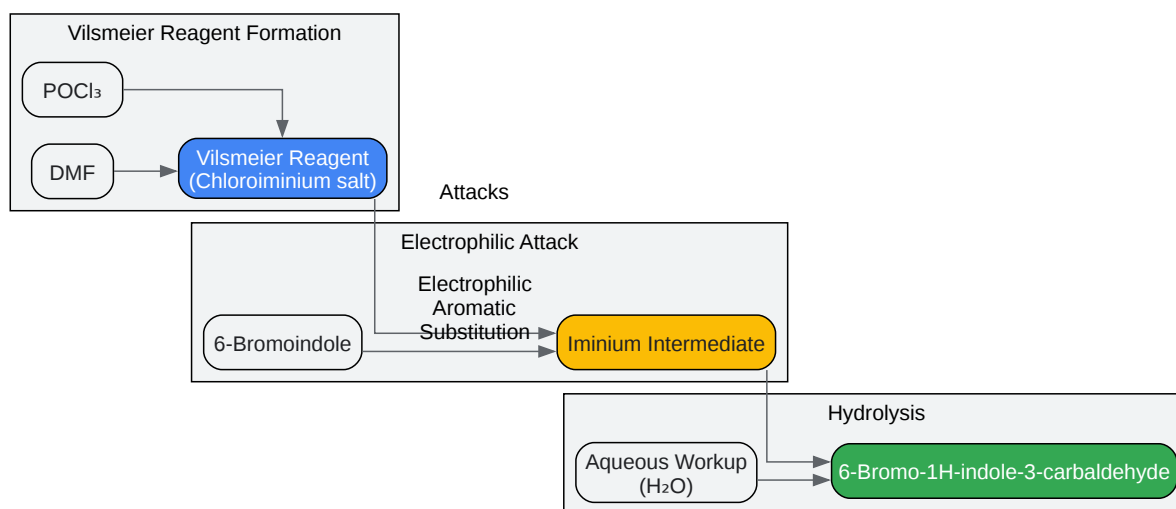 Vilsmeier Reagent Formation
POCl₃
DMF
Vilsmeier Reagent
(Chloroiminium salt)
Attacks
Electrophilic Attack
Electrophilic
Aromatic
Substitution
6-Bromoindole
Iminium Intermediate
Hydrolysis
Aqueous Workup
(H₂O)
6-Bromo-1H-indole-3-carbaldehyde